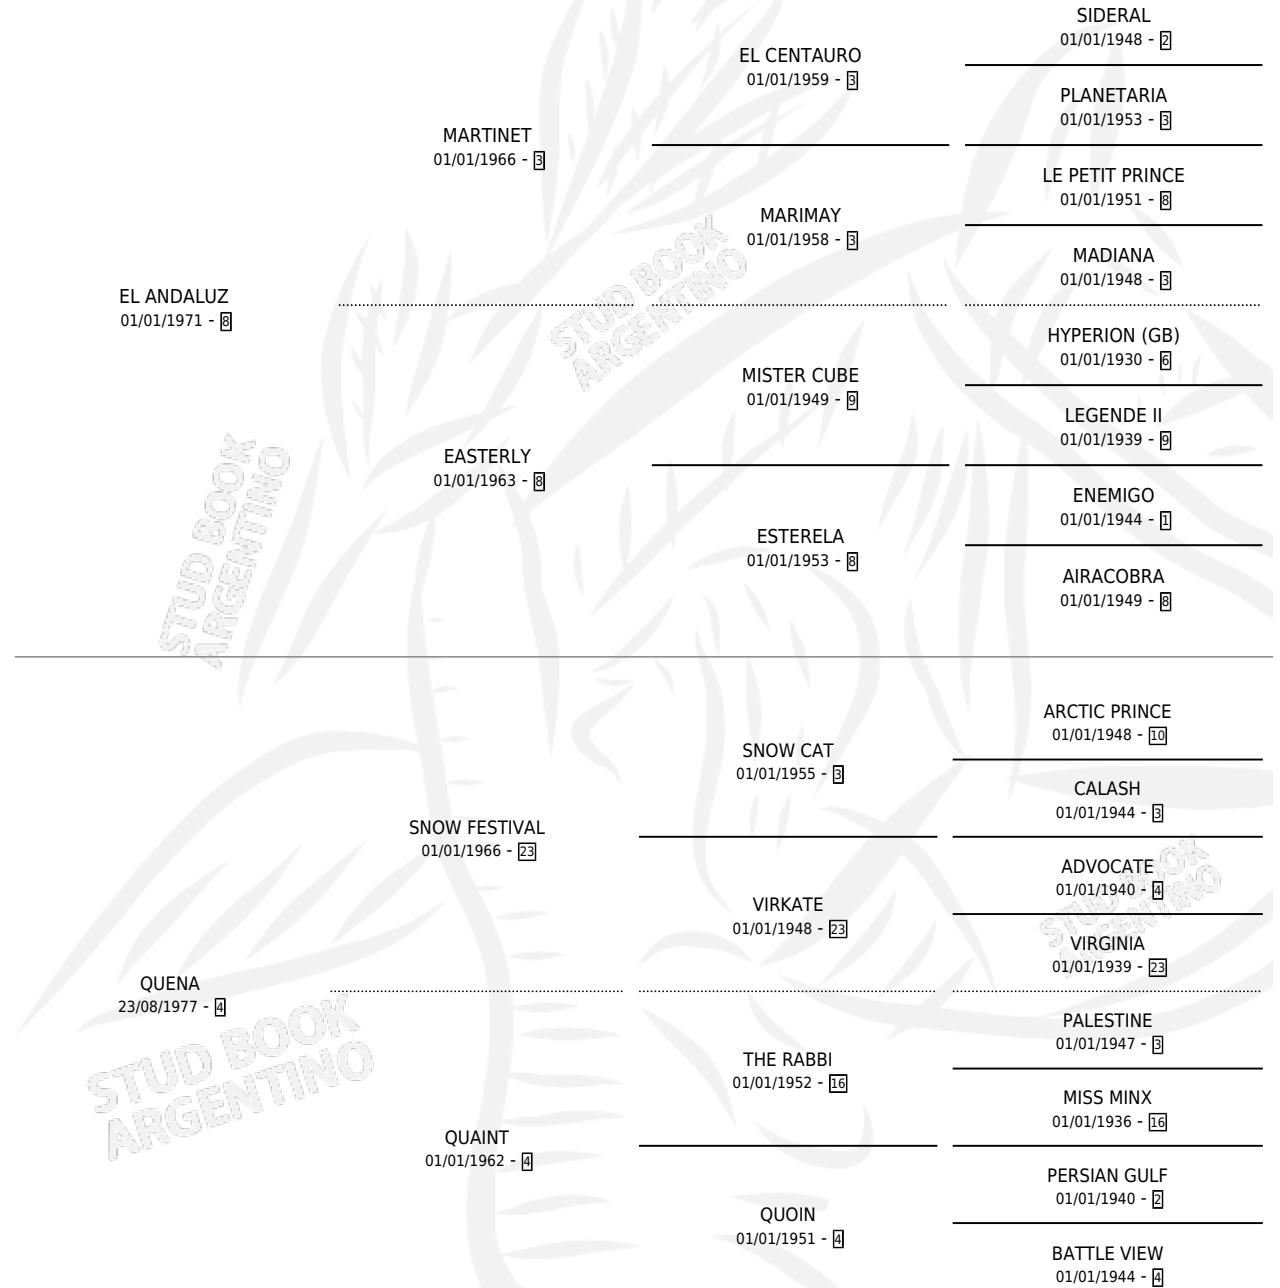 SIDERAL
01/01/1948 - 2
EL CENTAURO
01/01/1959 - 3
PLANETARIA
01/01/1953 - 3
MARTINET
01/01/1966 - 3
LE PETIT PRINCE
01/01/1951 - 8
MARIMAY
01/01/1958 - 3
MADIANA
01/01/1948 - 3
EL ANDALUZ
01/01/1971 - 8
HYPERION (GB)
01/01/1930 - 6
MISTER CUBE
01/01/1949 - 9
LEGENDE II
01/01/1939 - 9
EASTERLY
01/01/1963 - 8
ENEMIGO
01/01/1944 - 1
ESTERELA
01/01/1953 - 8
AIRACOBRA
01/01/1949 - 8
STUD BOOK
ARGENTINO
STUD BOOK
ARGENTINO
ARCTIC PRINCE
01/01/1948 - 10
SNOW CAT
01/01/1955 - 3
CALASH
01/01/1944 - 3
SNOW FESTIVAL
01/01/1966 - 23
ADVOCATE
01/01/1940 - 4
VIRKATE
01/01/1948 - 23
VIRGINIA
01/01/1939 - 23
QUENA
23/08/1977 - 4
PALESTINE
01/01/1947 - 3
THE RABBI
01/01/1952 - 16
MISS MINX
01/01/1936 - 16
QUAINT
01/01/1962 - 4
PERSIAN GULF
01/01/1940 - 2
QUOIN
01/01/1951 - 4
BATTLE VIEW
01/01/1944 - 4
STUD BOOK
ARGENTINO
STUD BOOK
ARGENTINO